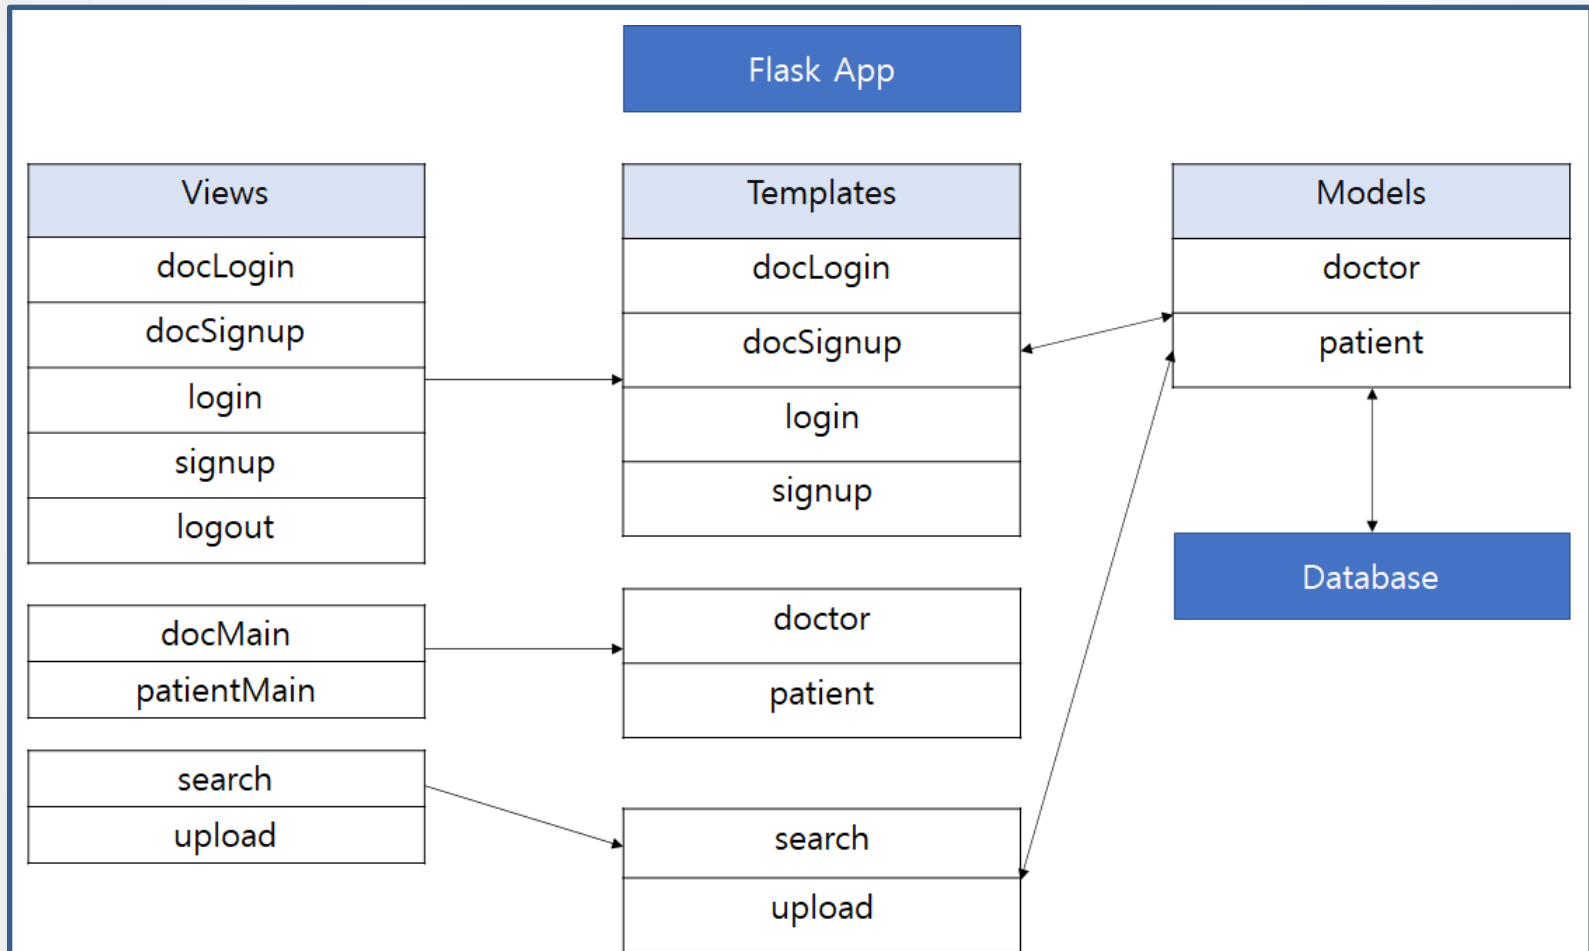 Flask App
Views
docLogin
docSignup
login
signup
logout
docMain
patientMain
search
upload
Templates
docLogin
docSignup
login
signup
doctor
patient
search
upload
Models
doctor
patient
Database